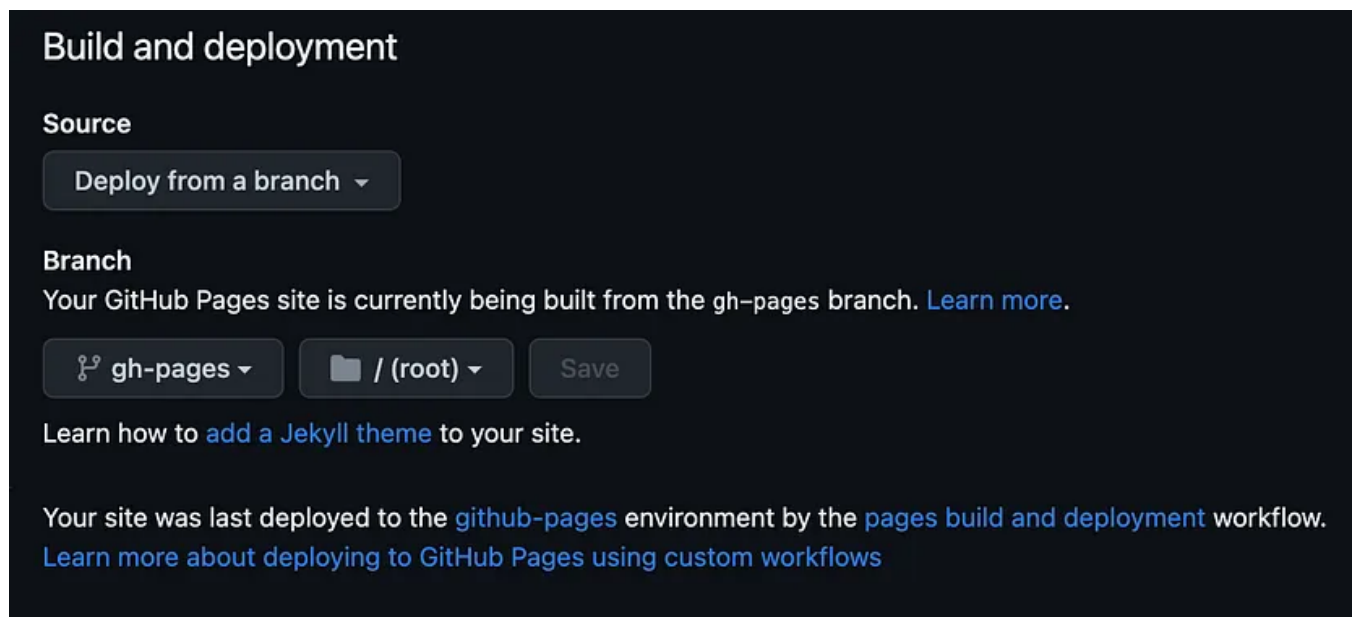 Build and deployment
Source
Deploy from a branch
Branch
Your GitHub Pages site is currently being built from the gh-pages branch. Learn more.
gh-pages / (root) Save
Learn how to add a Jekyll theme to your site.
Your site was last deployed to the github-pages environment by the pages build and deployment workflow.
Learn more about deploying to GitHub Pages using custom workflows